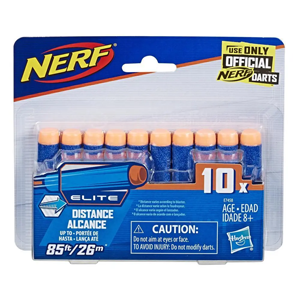 NERF
USE ONLY
OFFICIAL
NERF
DARTS
ELITE
10x
DISTANCE
ALCANCE
UP TO • PORTÉE DE
HASTA • LANÇA ATÉ
85ft/26m*
AGE • EDAD
IDADE 8+
CAUTION:
Do not aim at eyes or face.
TO AVOID INJURY: Do not modify darts.
Hasbro